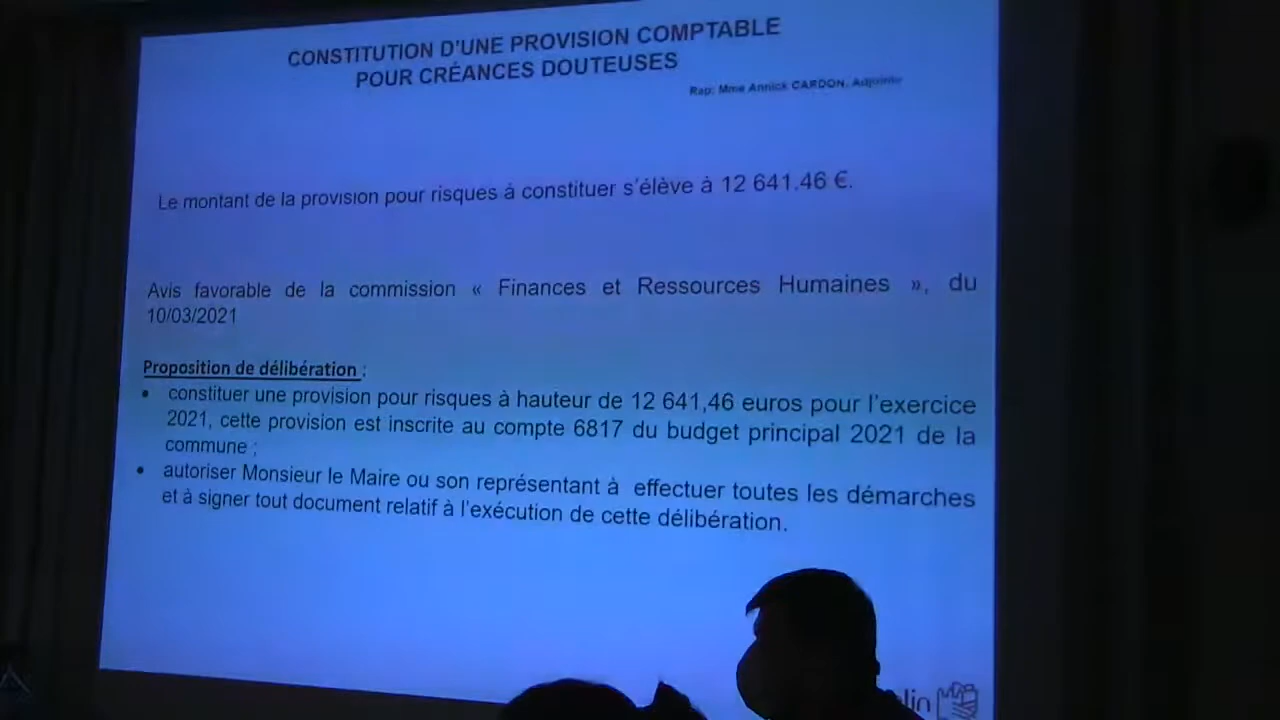 CONSTITUTION D'UNE PROVISION COMPTABLE
POUR CRÉANCES DOUTEUSES
Rap: Mme Annick CARDON, Adjointe
Le montant de la provision pour risques à constituer s'élève à 12 641.46 €.
Avis favorable de la commission « Finances et Ressources Humaines », du
10/03/2021
Proposition de délibération :
• constituer une provision pour risques à hauteur de 12 641,46 euros pour l'exercice
2021, cette provision est inscrite au compte 6817 du budget principal 2021 de la
commune ;
• autoriser Monsieur le Maire ou son représentant à effectuer toutes les démarches
et à signer tout document relatif à l'exécution de cette délibération.